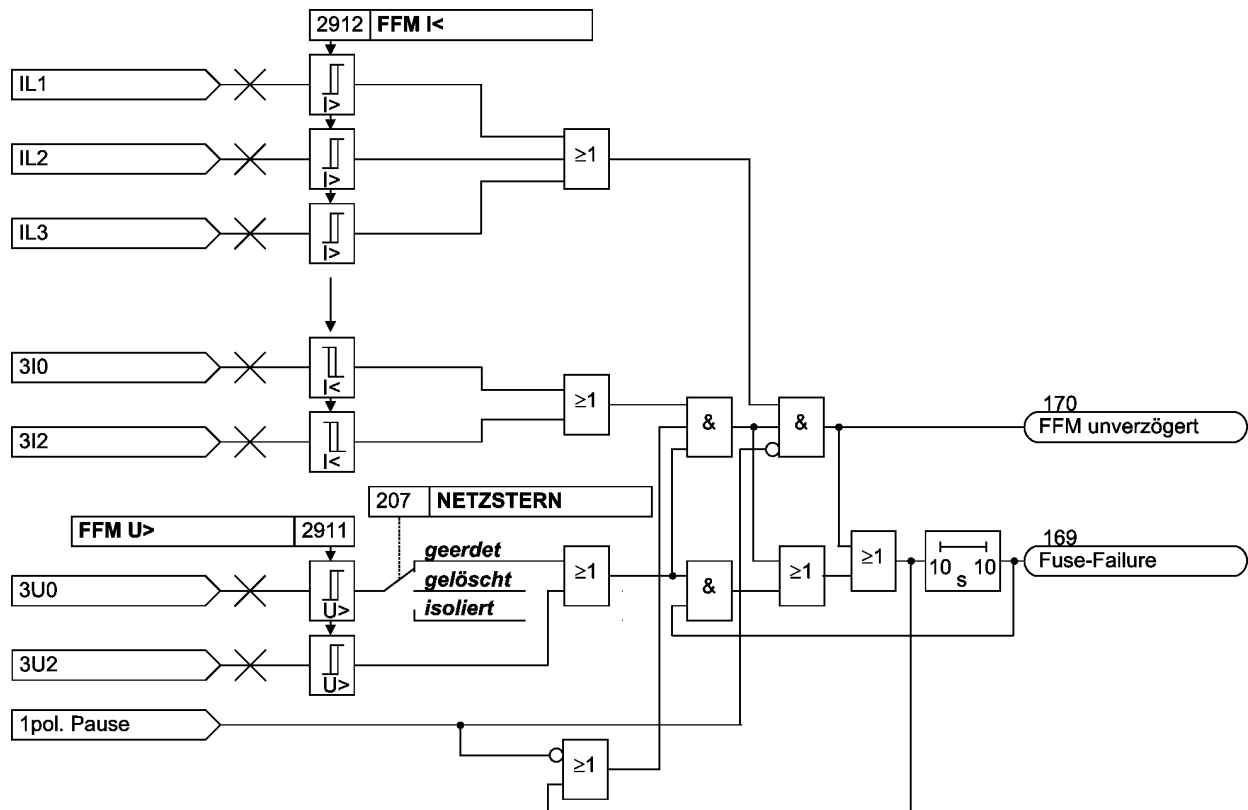 2912 FFM I<
IL1
I>
IL2
I>
≥1
IL3
I>
3I0
I<
≥1
3I2
I<
&
&
170
FFM unverzögert
207 NETZSTERN
FFM U> 2911
geerdet
gelöscht
isoliert
3U0
U>
≥1
&
≥1
≥1
10 s 10
169
Fuse-Failure
3U2
U>
1pol. Pause
≥1